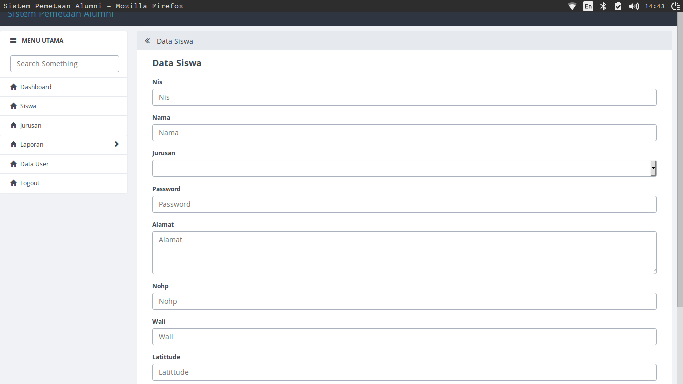 Sistem Pemetaan Alumni - Mozilla Firefox
En
14:43
Sistem Pemetaan Alumni
MENU UTAMA
Search Something
Dashboard
Siswa
Jurusan
Laporan
Data User
Logout
Data Siswa
Data Siswa
Nis
Nis
Nama
Nama
Jurusan
Password
Password
Alamat
Alamat
Nohp
Nohp
Wali
Wali
Latittude
Latittude